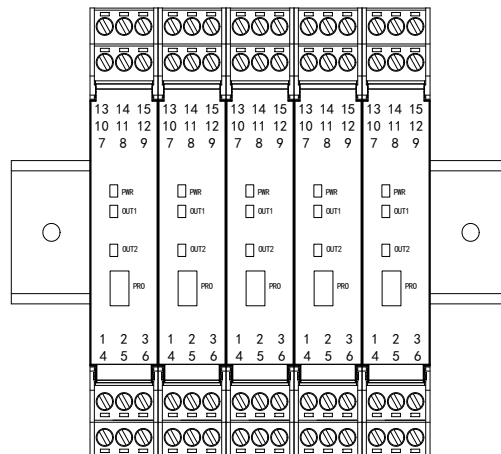 13 14 15 13 14 15 13 14 15 13 14 15 13 14 15
10 11 12 10 11 12 10 11 12 10 11 12 10 11 12
7 8 9 7 8 9 7 8 9 7 8 9 7 8 9
PWR PWR PWR PWR PWR
OUT1 OUT1 OUT1 OUT1 OUT1
OUT2 OUT2 OUT2 OUT2 OUT2
PRO PRO PRO PRO PRO
1 2 3 1 2 3 1 2 3 1 2 3 1 2 3
4 5 6 4 5 6 4 5 6 4 5 6 4 5 6